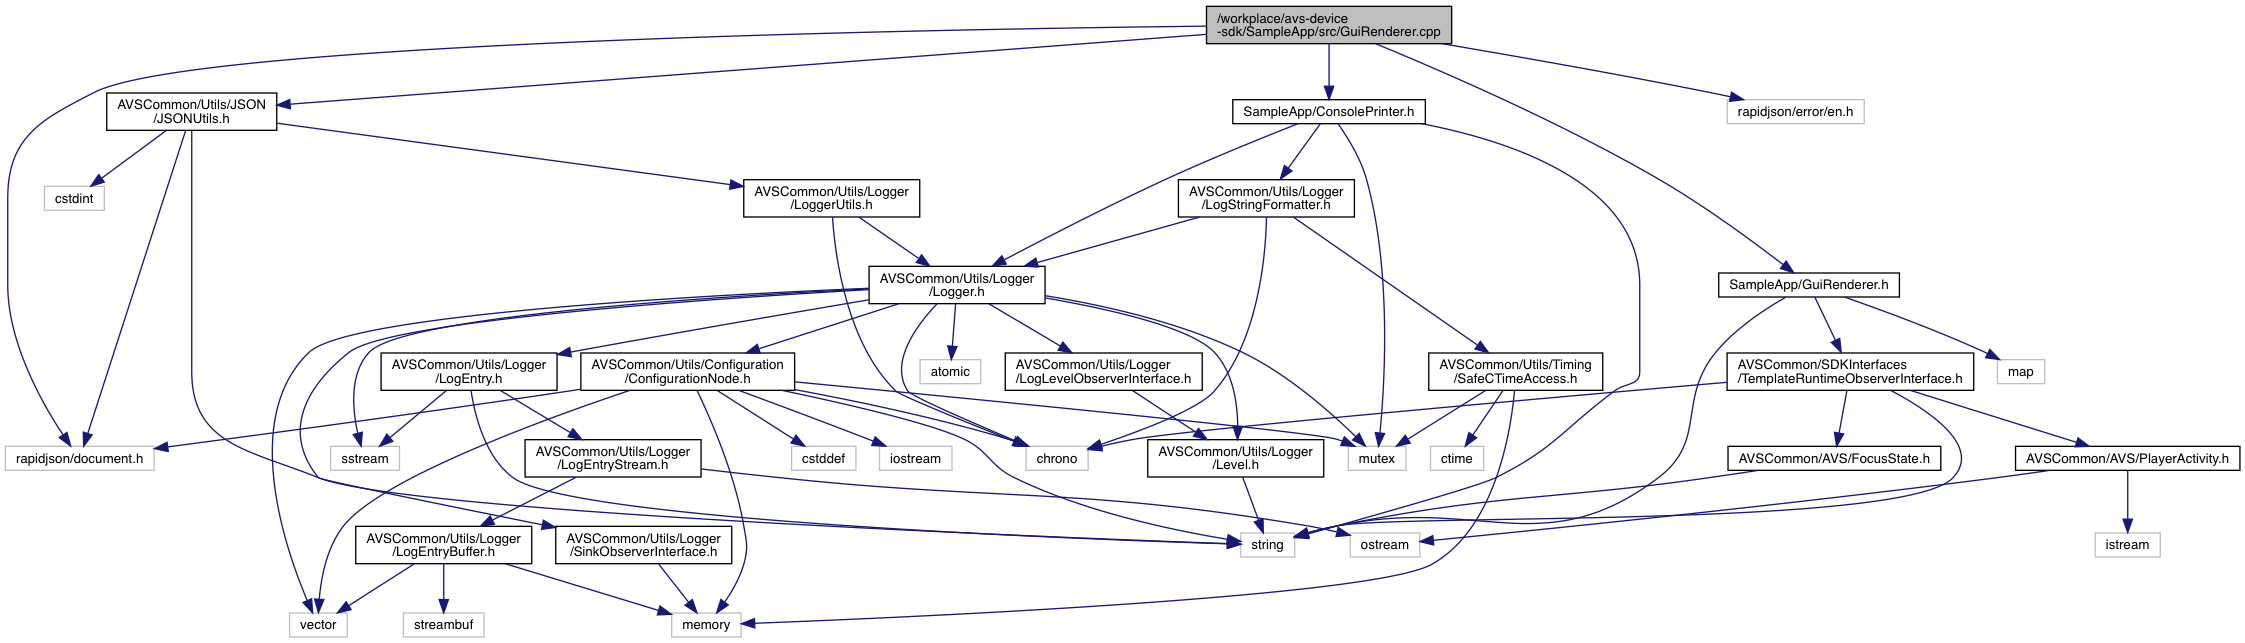 /workplace/avs-device
-sdk/SampleApp/src/GuiRenderer.cpp
AVSCommon/Utils/JSON
/JSONUtils.h
SampleApp/ConsolePrinter.h
rapidjson/error/en.h
cstdint
AVSCommon/Utils/Logger
/LoggerUtils.h
AVSCommon/Utils/Logger
/LogStringFormatter.h
AVSCommon/Utils/Logger
/Logger.h
SampleApp/GuiRenderer.h
AVSCommon/Utils/Logger
/LogEntry.h
AVSCommon/Utils/Configuration
/ConfigurationNode.h
atomic
AVSCommon/Utils/Logger
/LogLevelObserverInterface.h
AVSCommon/Utils/Timing
/SafeCTimeAccess.h
AVSCommon/SDKInterfaces
/TemplateRuntimeObserverInterface.h
map
rapidjson/document.h
sstream
AVSCommon/Utils/Logger
/LogEntryStream.h
cstddef
iostream
chrono
AVSCommon/Utils/Logger
/Level.h
mutex
ctime
AVSCommon/AVS/FocusState.h
AVSCommon/AVS/PlayerActivity.h
AVSCommon/Utils/Logger
/LogEntryBuffer.h
AVSCommon/Utils/Logger
/SinkObserverInterface.h
string
ostream
istream
vector
streambuf
memory